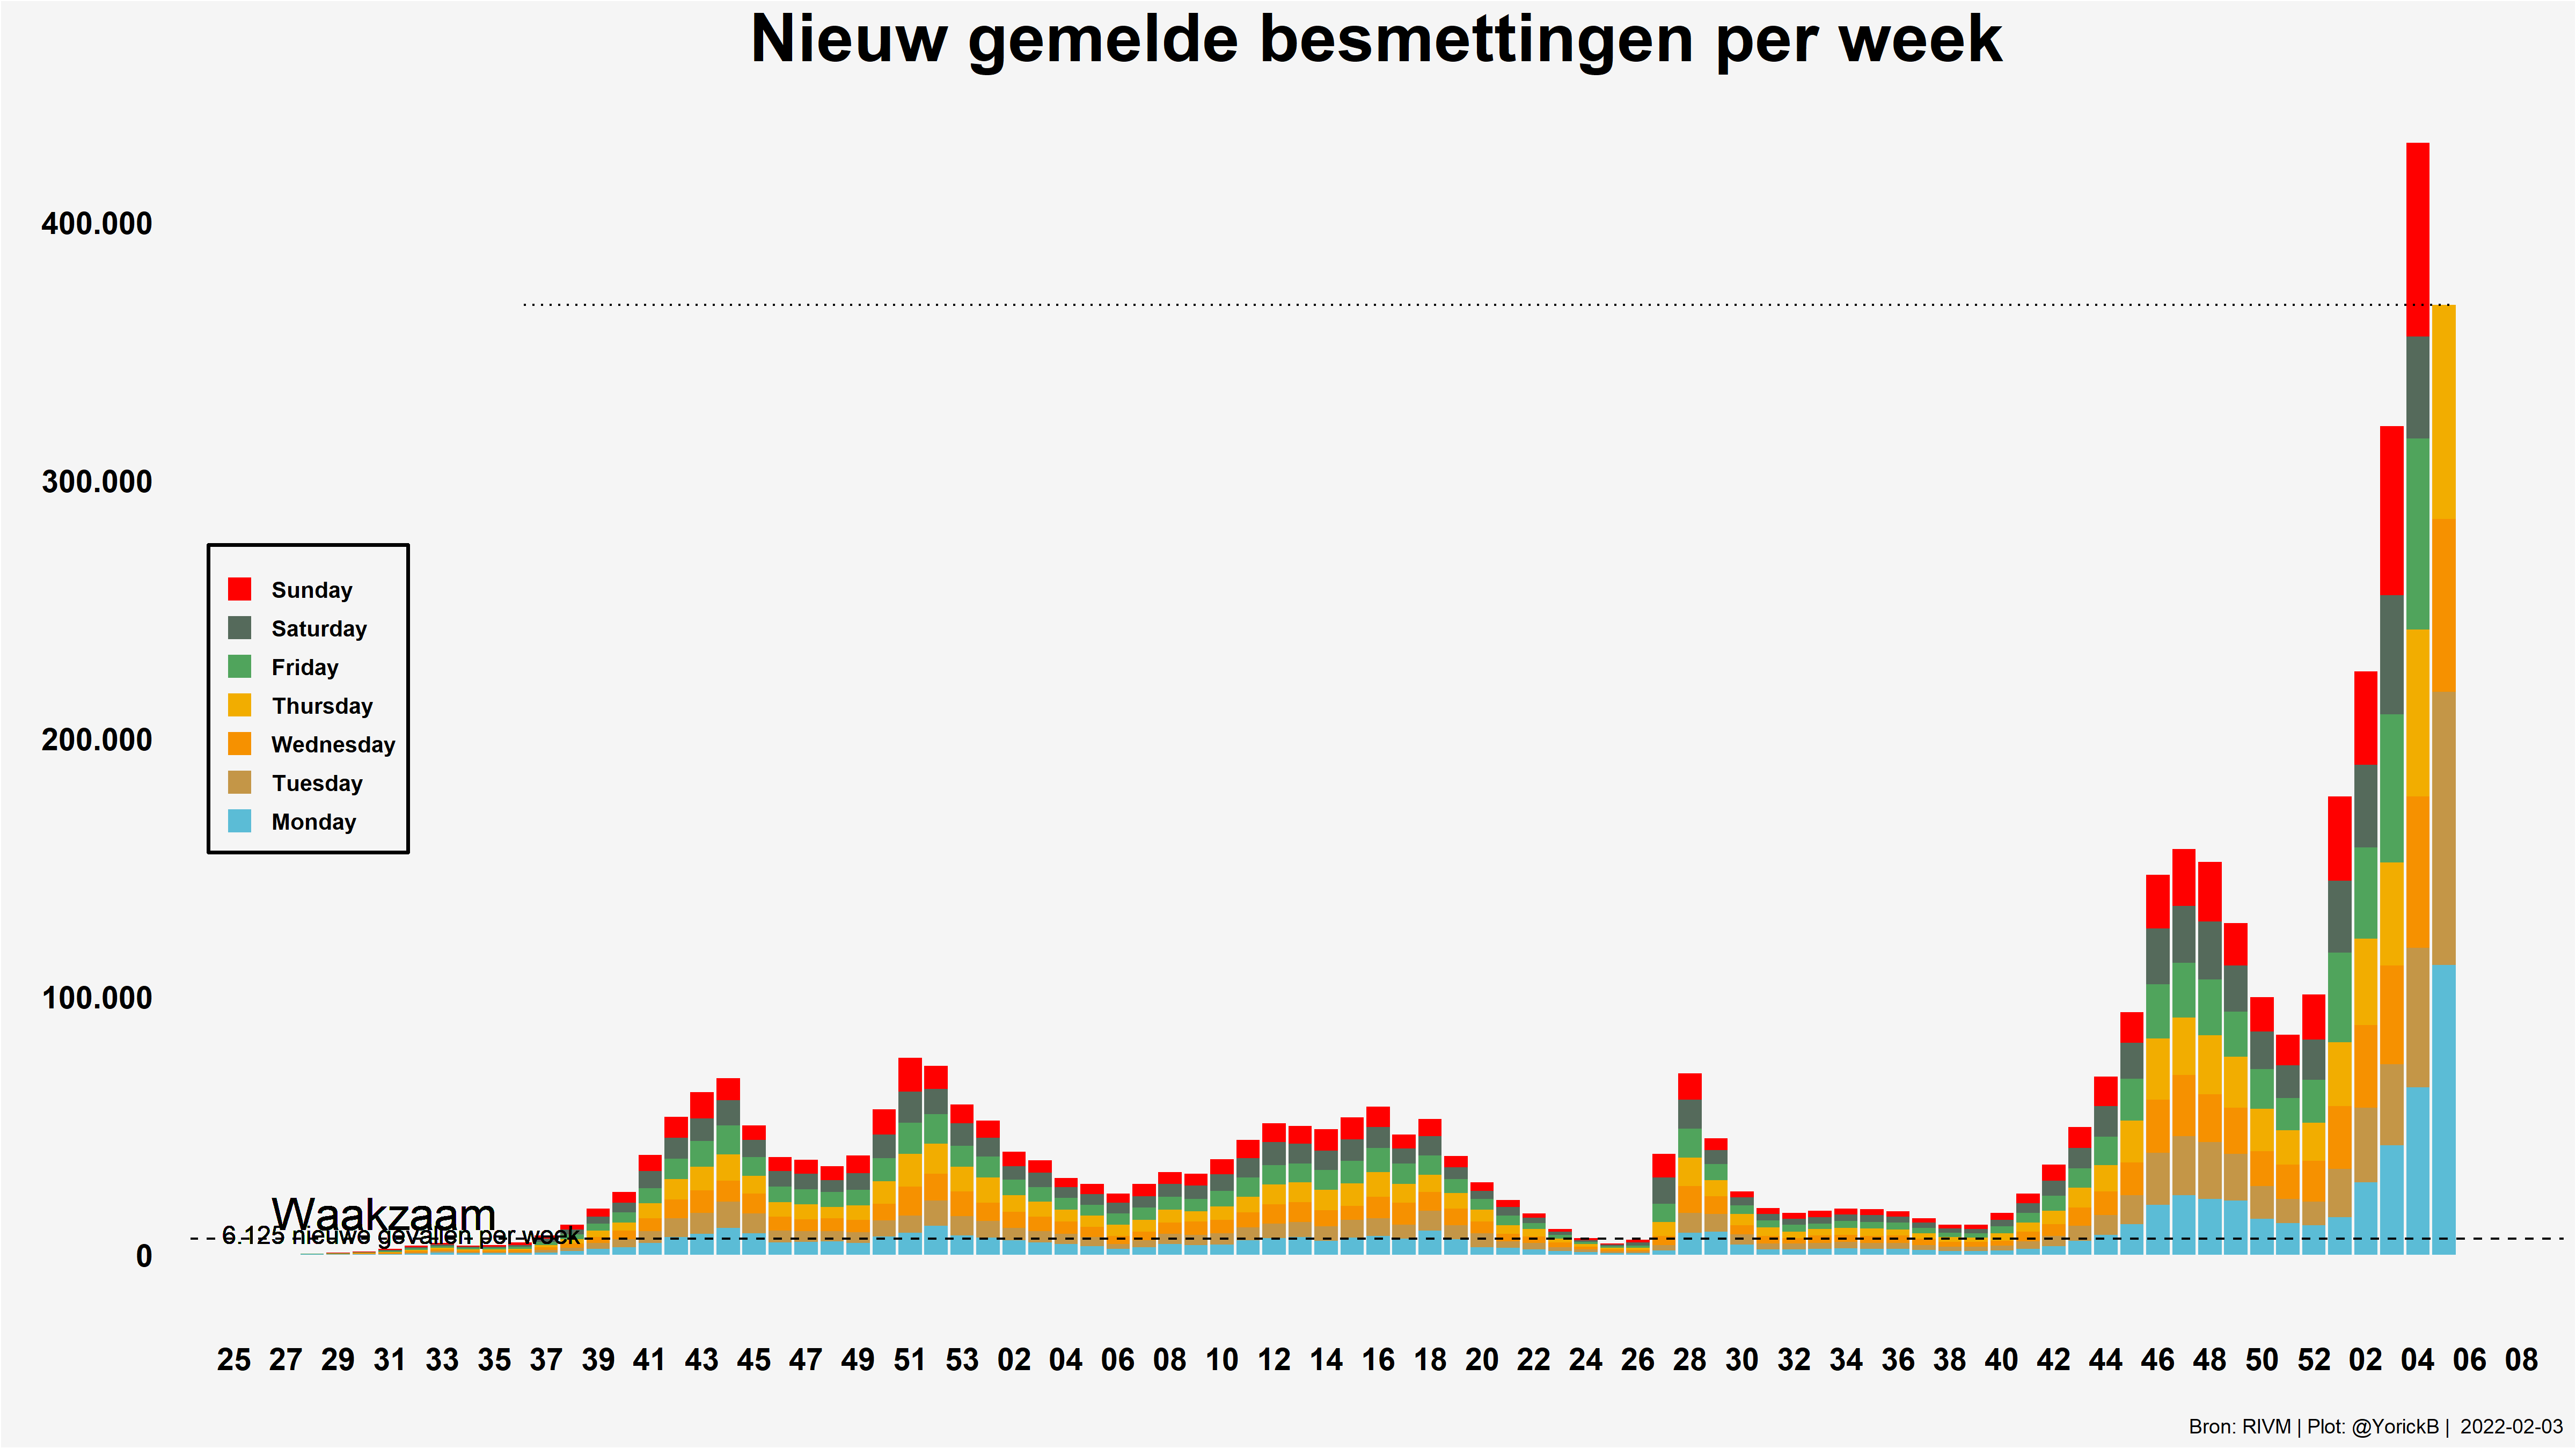 Nieuw gemelde besmettingen per week
400.000
300.000
200.000
100.000
0
Sunday
Saturday
Friday
Thursday
Wednesday
Tuesday
Monday
Waakzaam
6.125 nieuwe gevallen per week
25 27 29 31 33 35 37 39 41 43 45 47 49 51 53 02 04 06 08 10 12 14 16 18 20 22 24 26 28 30 32 34 36 38 40 42 44 46 48 50 52 02 04 06 08
Bron: RIVM | Plot: @YorickB | 2022-02-03